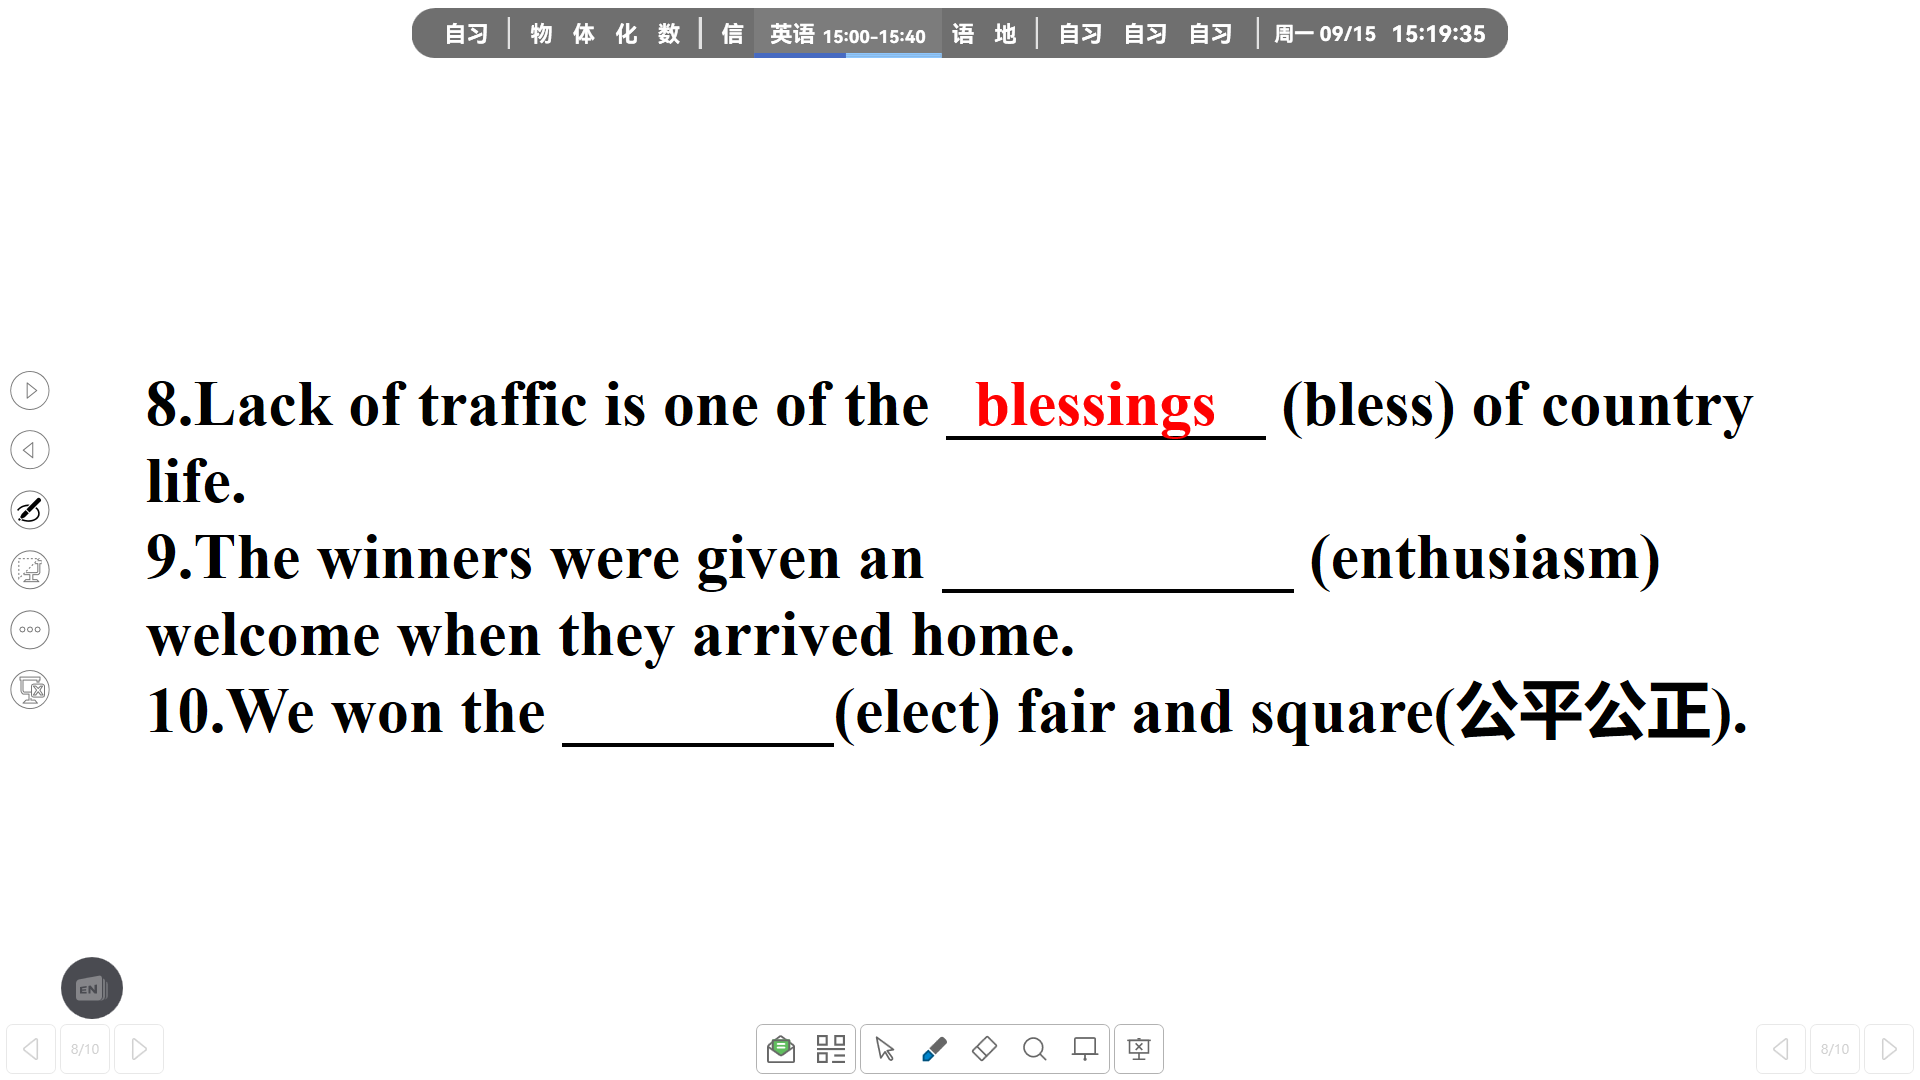 自习 | 物 体 化 数 | 信 英语 15:00-15:40 语 地 | 自习 自习 自习 | 周一 09/15 15:19:35
8.Lack of traffic is one of the blessings (bless) of country
life.
9.The winners were given an ___________ (enthusiasm)
welcome when they arrived home.
10.We won the _________(elect) fair and square(公平公正).
EN
8/10
8/10